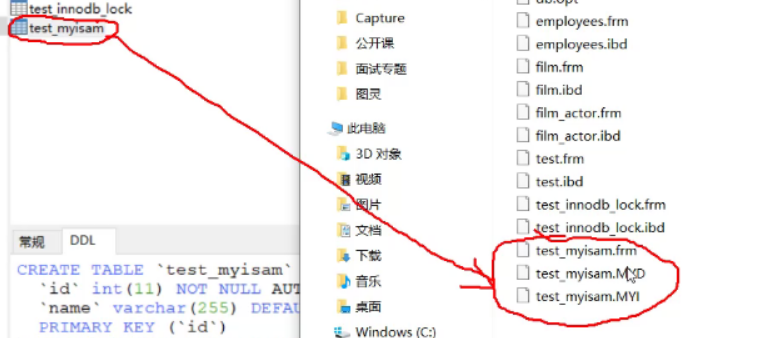 test_innodb_lock
test_myisam
常规
DDL
CREATE TABLE `test_myisam`
`id` int(11) NOT NULL AUT
`name` varchar(255) DEFAU
PRIMARY KEY (`id`)
Capture
公开课
面试专题
图灵
此电脑
3D 对象
视频
图片
文档
下载
音乐
桌面
Windows (C:)
db.opt
employees.frm
employees.ibd
film.frm
film.ibd
film_actor.frm
film_actor.ibd
test.frm
test.ibd
test_innodb_lock.frm
test_innodb_lock.ibd
test_myisam.frm
test_myisam.MYD
test_myisam.MYI